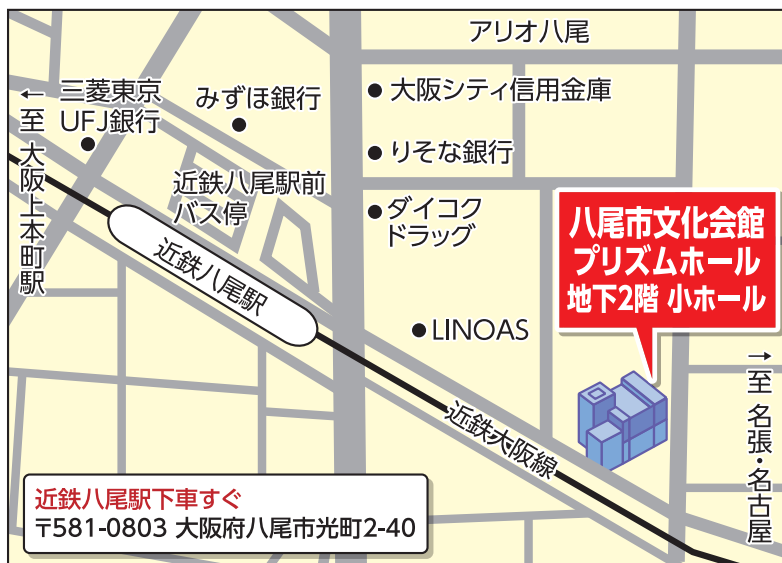 アリオ八尾
三菱東京
UFJ銀行
みずほ銀行
大阪シティ信用金庫
りそな銀行
← 至 大阪上本町駅
近鉄八尾駅前
バス停
ダイコク
ドラッグ
八尾市文化会館
プリズムホール
地下2階 小ホール
近鉄八尾駅
LINOAS
→ 至 名張・名古屋
近鉄大阪線
近鉄八尾駅下車すぐ
〒581-0803 大阪府八尾市光町2-40